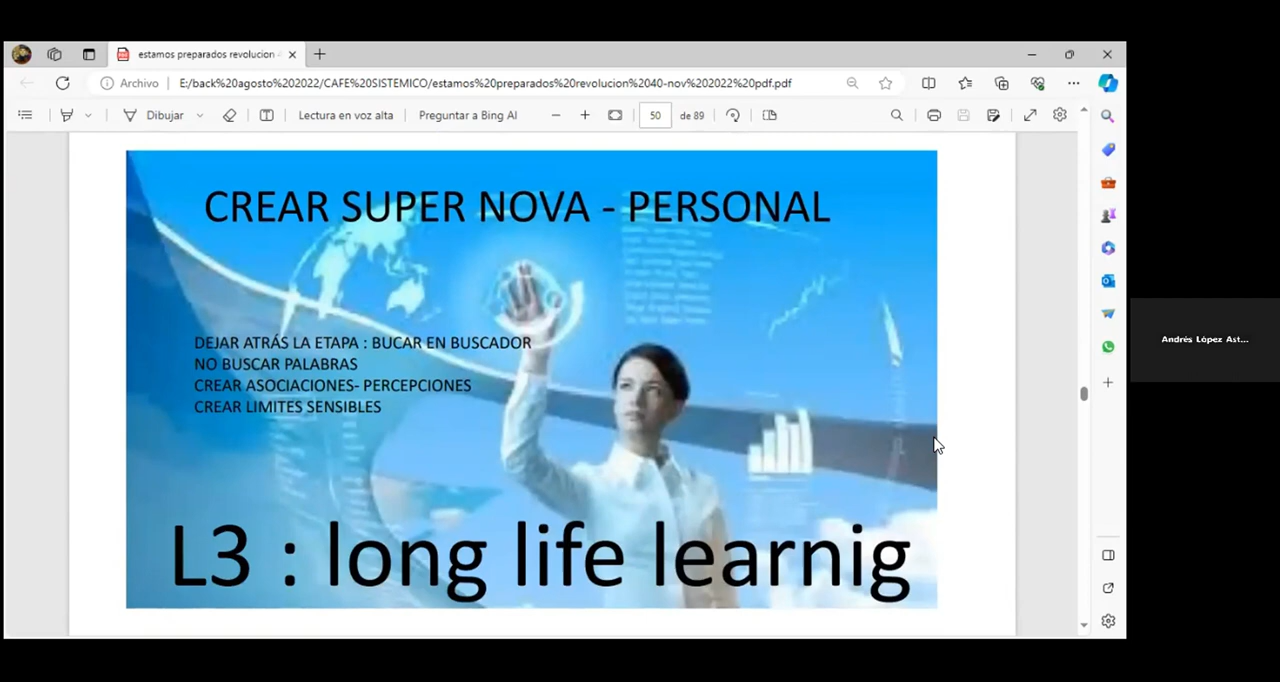 estamos preparados revolucion
Archivo
E:/back%20agosto%202022/CAFE%20SISTEMICO/estamos%20preparados%20revolucion%2040-nov%202022%20pdf.pdf
Dibujar
Lectura en voz alta
Preguntar a Bing AI
50
de 89
CREAR SUPER NOVA - PERSONAL
DEJAR ATRÁS LA ETAPA : BUCAR EN BUSCADOR
NO BUSCAR PALABRAS
CREAR ASOCIACIONES- PERCEPCIONES
CREAR LIMITES SENSIBLES
Andrés López Ast...
L3 : long life learnig